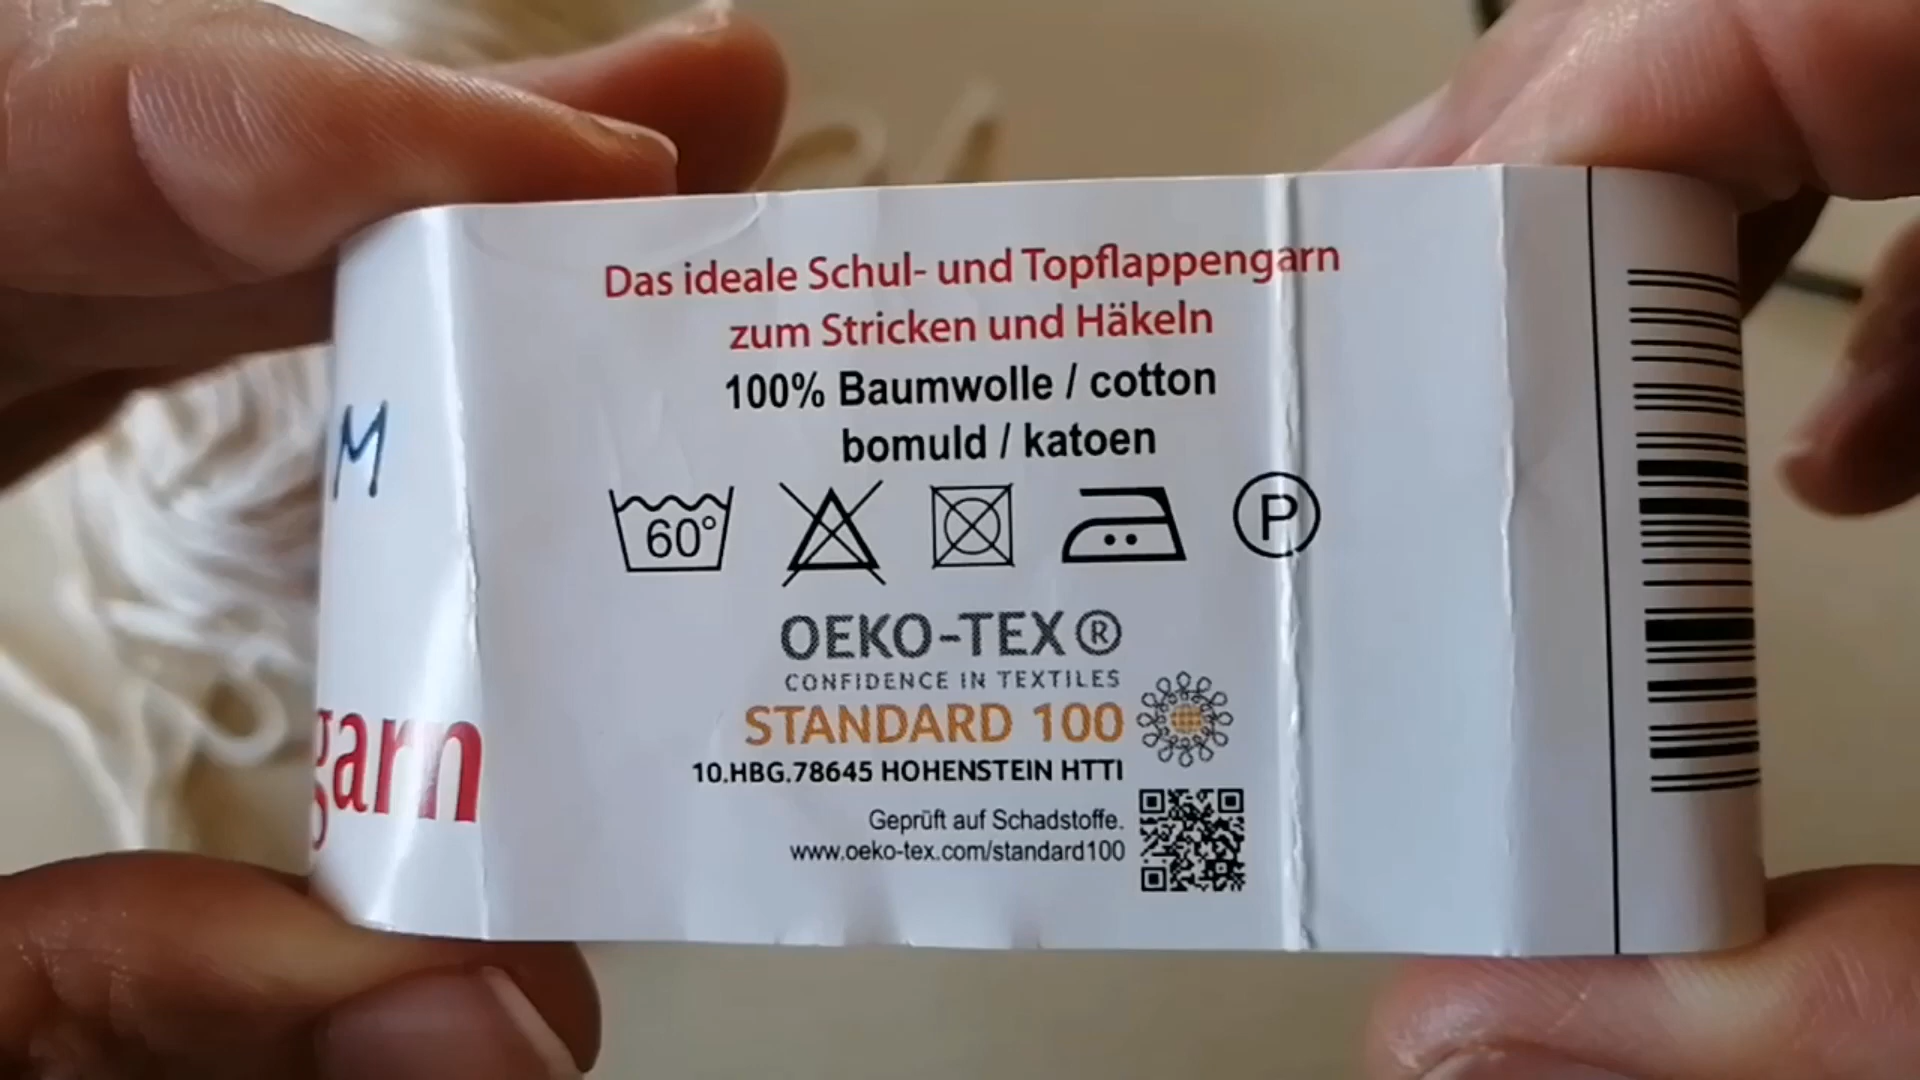 Das ideale Schul- und Topflappengarn
zum Stricken und Häkeln
100% Baumwolle / cotton
bomuld / katoen
M
60°
P
OEKO-TEX®
CONFIDENCE IN TEXTILES
STANDARD 100
10.HBG.78645 HOHENSTEIN HTTI
garn
Geprüft auf Schadstoffe.
www.oeko-tex.com/standard100